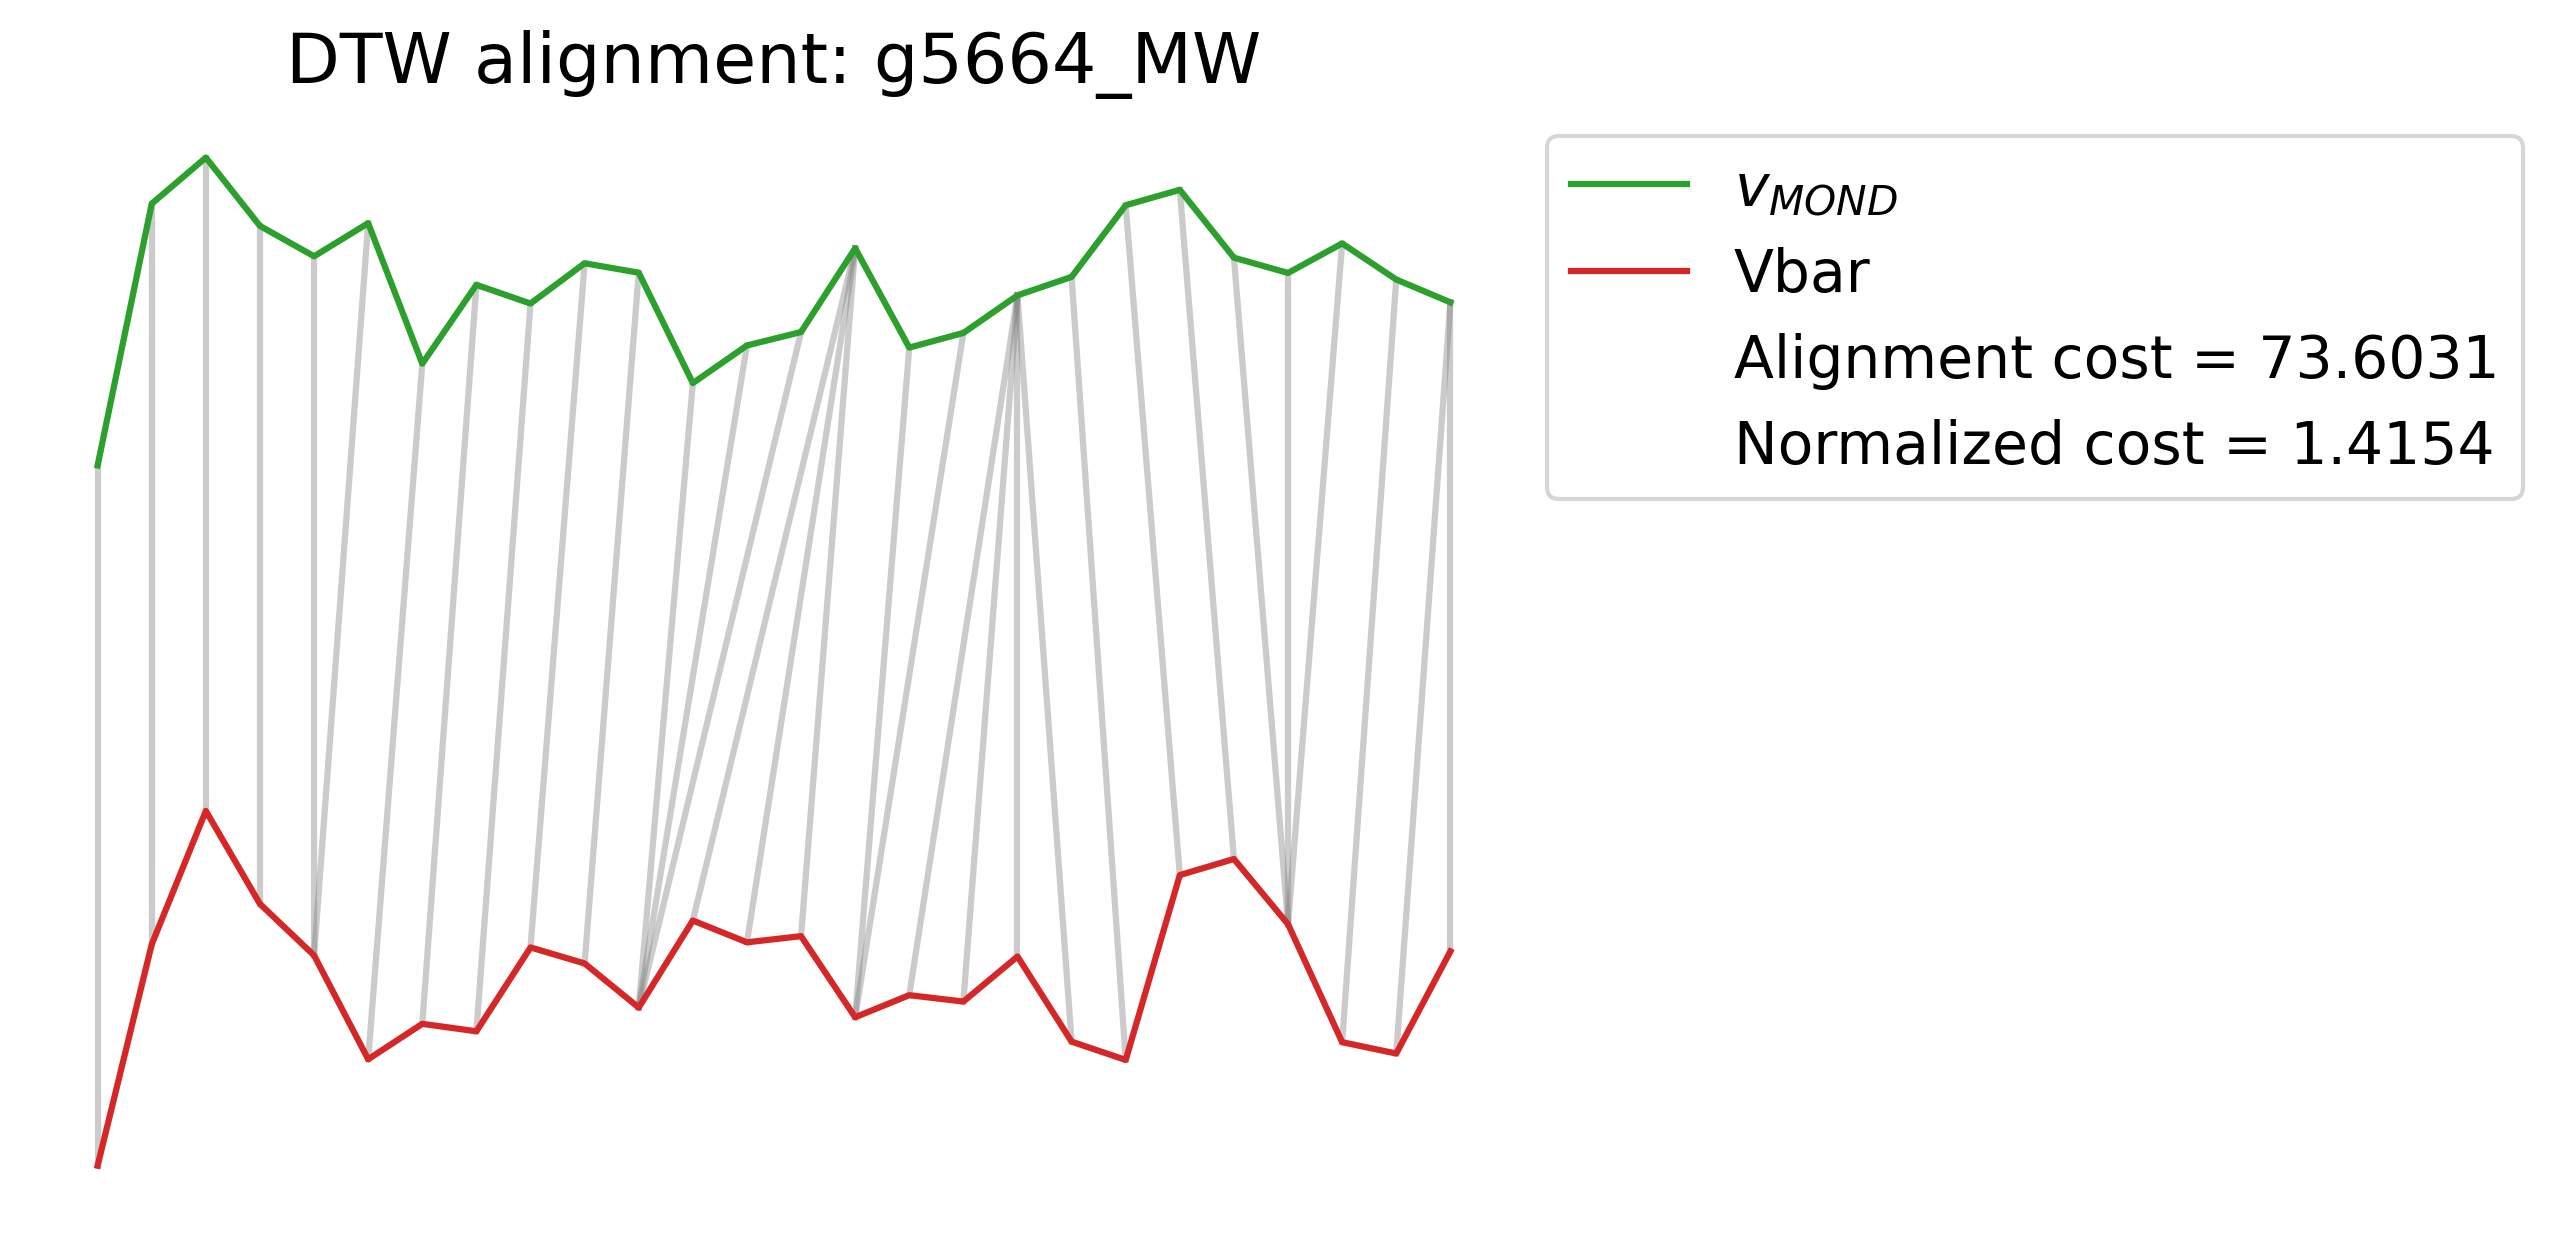 DTW alignment: g5664_MW
v_MOND
Vbar
Alignment cost = 73.6031
Normalized cost = 1.4154